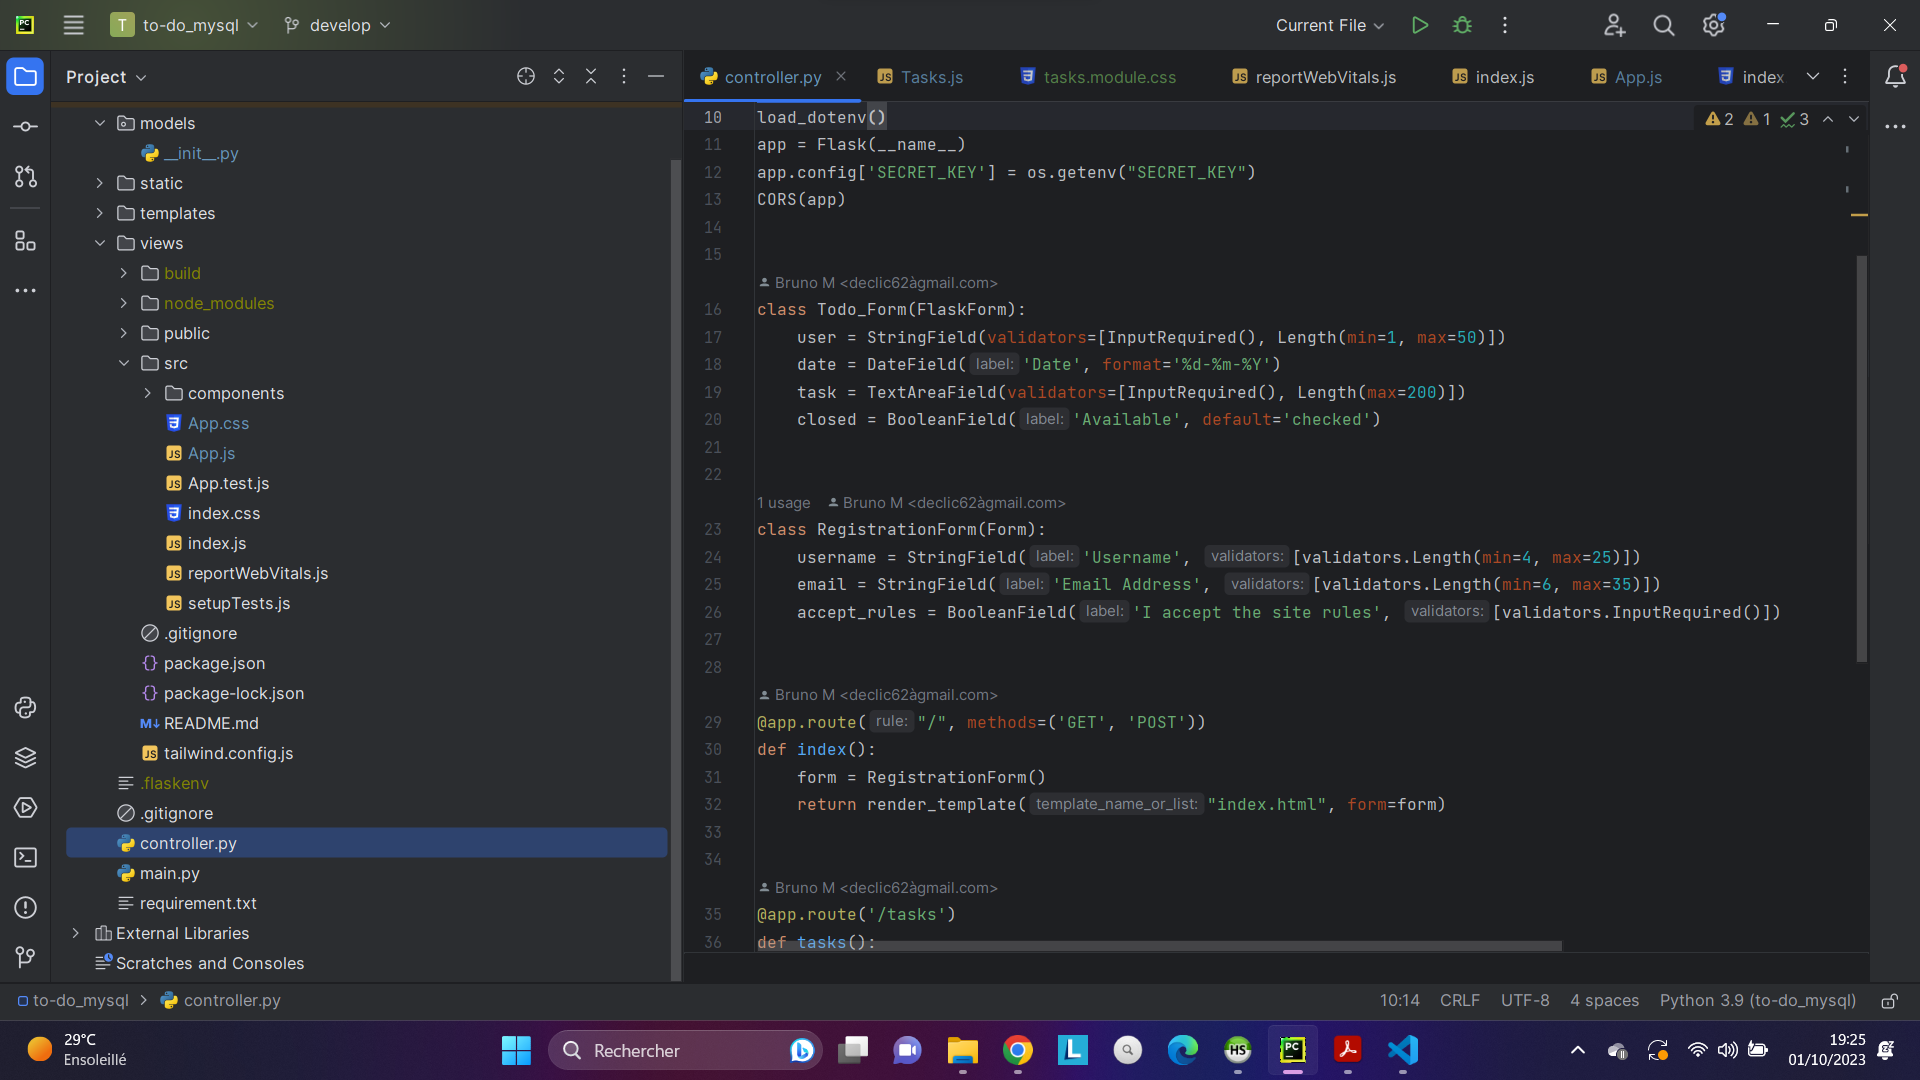 PC
T
to-do_mysql
develop
Current File
Project
controller.py
Tasks.js
tasks.module.css
reportWebVitals.js
index.js
App.js
index
models
__init__.py
static
templates
views
build
node_modules
public
src
components
App.css
App.js
App.test.js
index.css
index.js
reportWebVitals.js
setupTests.js
.gitignore
package.json
package-lock.json
README.md
tailwind.config.js
.flaskenv
.gitignore
controller.py
main.py
requirement.txt
External Libraries
Scratches and Consoles
2 1 3
10 load_dotenv()
11 app = Flask(__name__)
12 app.config['SECRET_KEY'] = os.getenv("SECRET_KEY")
13 CORS(app)
14
15
Bruno M <declic62àgmail.com>
16 class Todo_Form(FlaskForm):
17 user = StringField(validators=[InputRequired(), Length(min=1, max=50)])
18 date = DateField( label: 'Date', format='%d-%m-%Y')
19 task = TextAreaField(validators=[InputRequired(), Length(max=200)])
20 closed = BooleanField( label: 'Available', default='checked')
21
22
1 usage Bruno M <declic62àgmail.com>
23 class RegistrationForm(Form):
24 username = StringField( label: 'Username', validators: [validators.Length(min=4, max=25)])
25 email = StringField( label: 'Email Address', validators: [validators.Length(min=6, max=35)])
26 accept_rules = BooleanField( label: 'I accept the site rules', validators: [validators.InputRequired()])
27
28
Bruno M <declic62àgmail.com>
29 @app.route( rule: "/", methods=('GET', 'POST'))
30 def index():
31 form = RegistrationForm()
32 return render_template( template_name_or_list: "index.html", form=form)
33
34
Bruno M <declic62àgmail.com>
35 @app.route('/tasks')
36 def tasks():
to-do_mysql
controller.py
10:14 CRLF UTF-8 4 spaces Python 3.9 (to-do_mysql)
29°C
Ensoleillé
Rechercher
L
HS
PC
19:25
01/10/2023